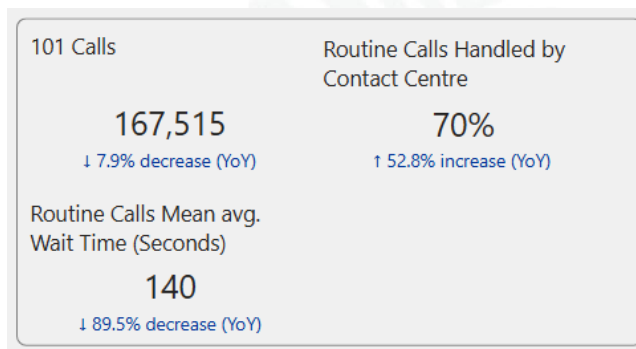 101 Calls
167,515
↓ 7.9% decrease (YoY)
Routine Calls Handled by
Contact Centre
70%
↑ 52.8% increase (YoY)
Routine Calls Mean avg.
Wait Time (Seconds)
140
↓ 89.5% decrease (YoY)